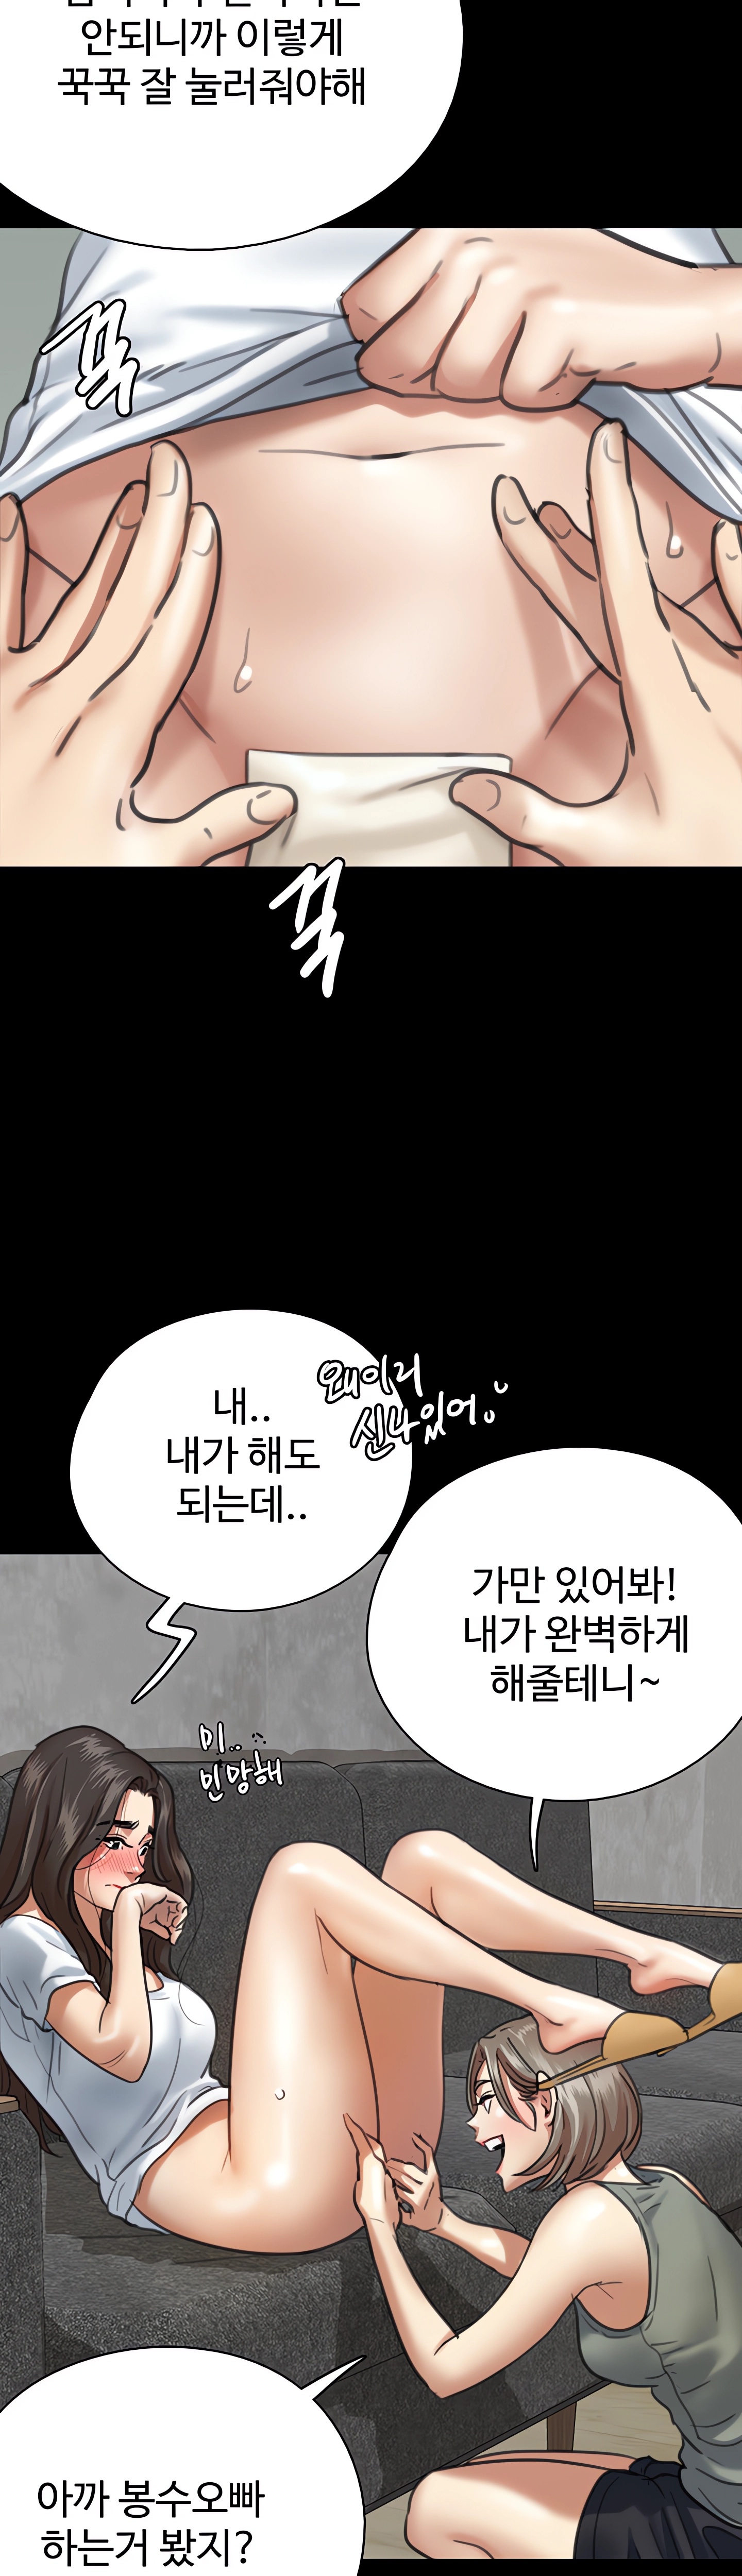 안되니까 이렇게
꾹꾹 잘 눌러줘야해
꾹
꾹
내..
내가 해도
되는데..
왜이리
신나있어
가만 있어봐!
내가 완벽하게
해줄테니~
미..
민망해
아까 봉수오빠
하는거 봤지?